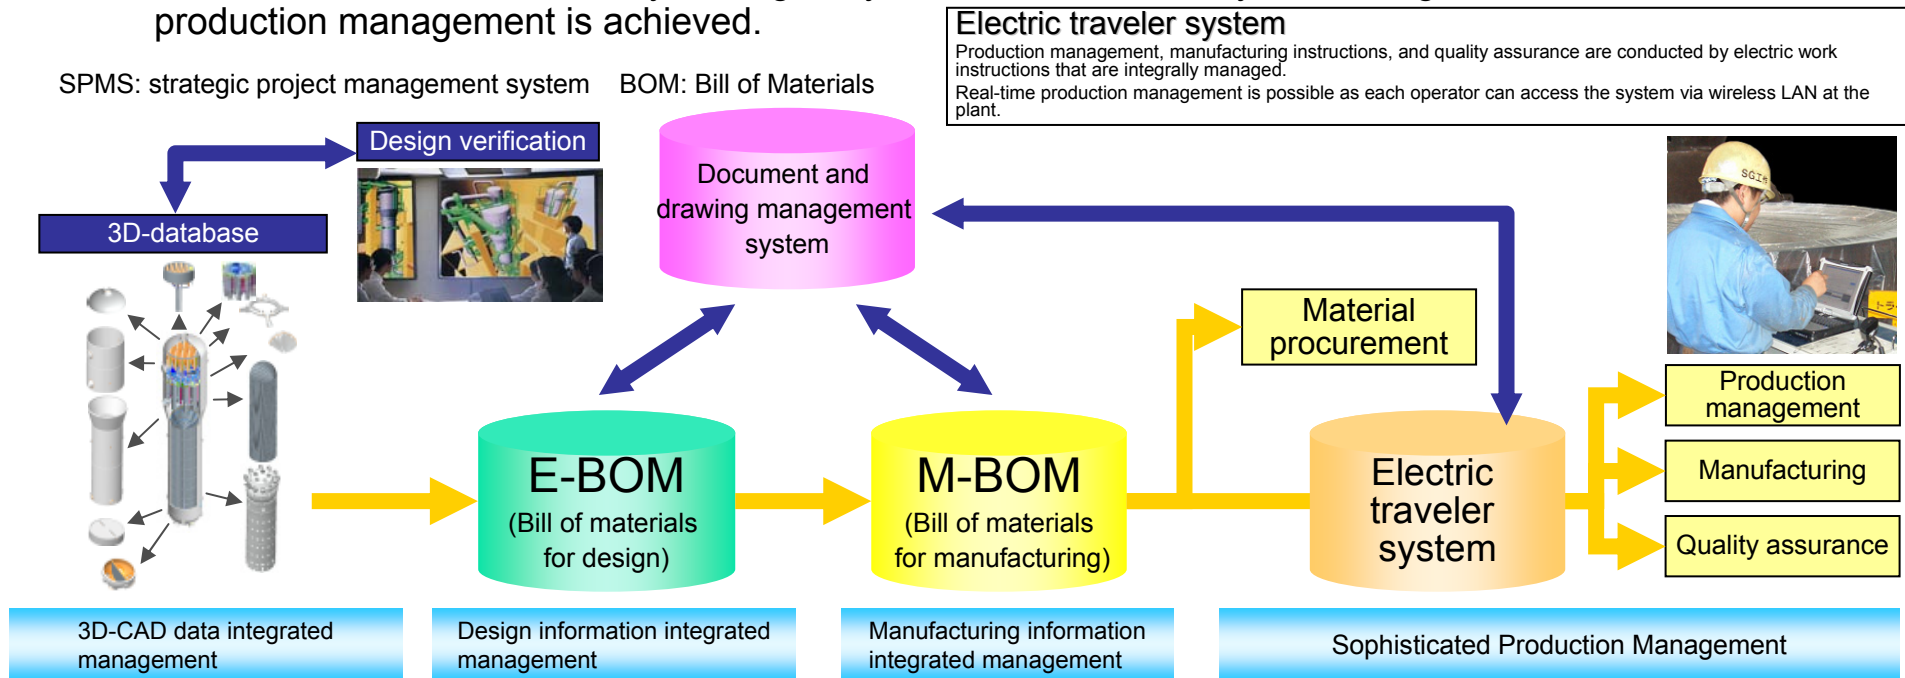 production management is achieved.
Electric traveler system
Production management, manufacturing instructions, and quality assurance are conducted by electric work
instructions that are integrally managed.
Real-time production management is possible as each operator can access the system via wireless LAN at the
plant.
SPMS: strategic project management system
BOM: Bill of Materials
Design verification
3D-database
Document and
drawing management
system
Material
procurement
E-BOM
(Bill of materials
for design)
M-BOM
(Bill of materials
for manufacturing)
Electric
traveler
system
Production
management
Manufacturing
Quality assurance
3D-CAD data integrated
management
Design information integrated
management
Manufacturing information
integrated management
Sophisticated Production Management